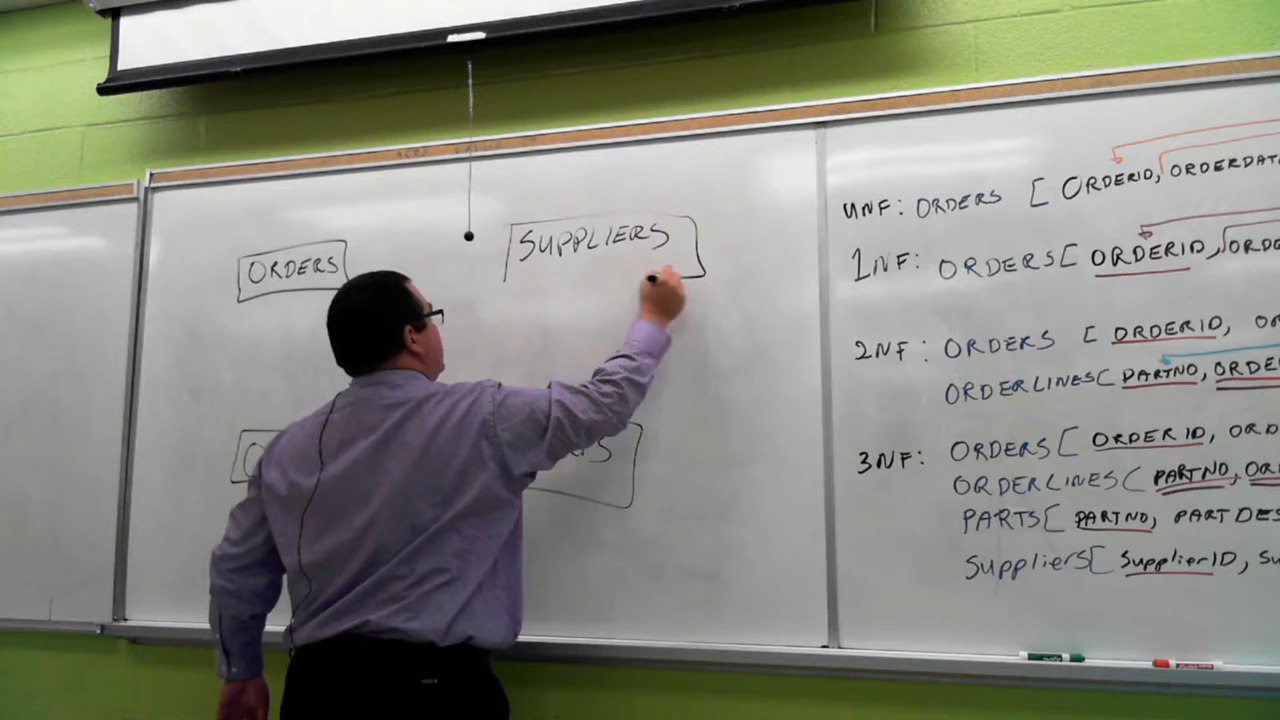 ORDERS
SUPPLIERS
UNF: ORDERS [ ORDERID, ORDERDAT
1NF: ORDERS[ ORDERID, ORDE
2NF: ORDERS [ ORDERID, OR
ORDERLINES[ PARTNO, ORDE
3NF: ORDERS[ ORDERID, ORD
ORDERLINES( PARTNO, OR
PARTS[ PARTNO, PARTDES
SupplierS[ SupplierID, Su